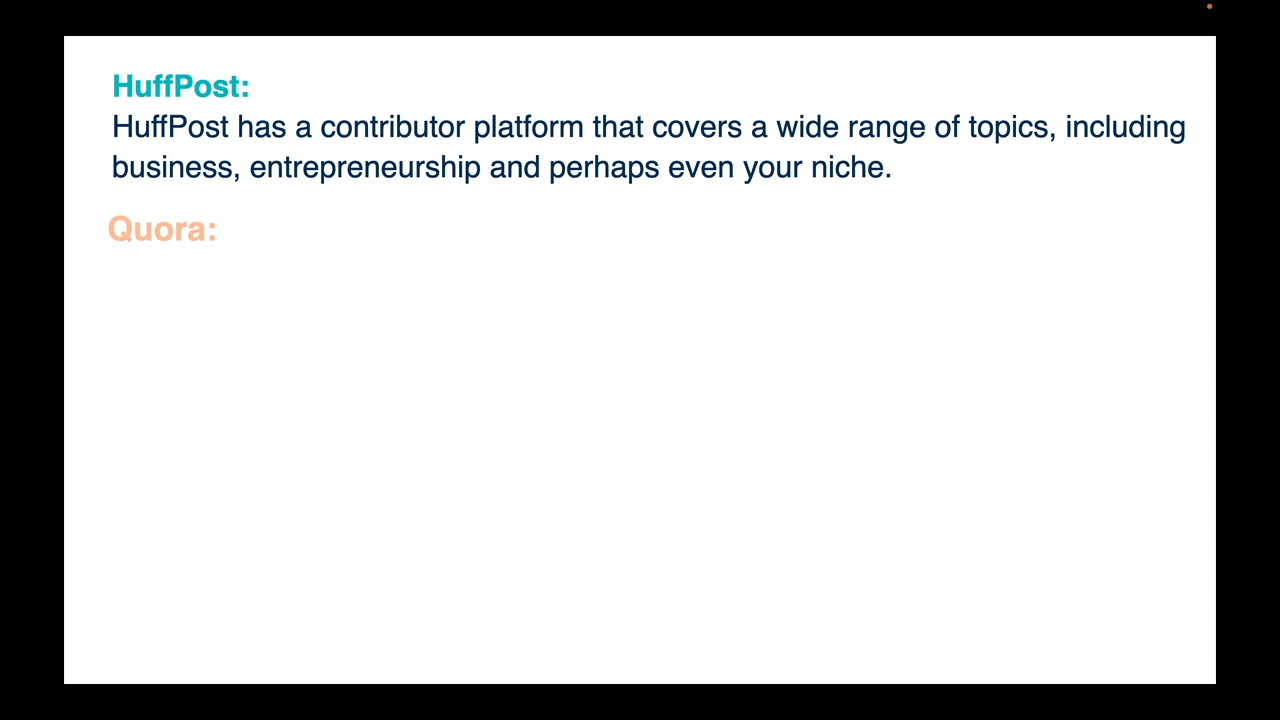 HuffPost:
HuffPost has a contributor platform that covers a wide range of topics, including
business, entrepreneurship and perhaps even your niche.
Quora: